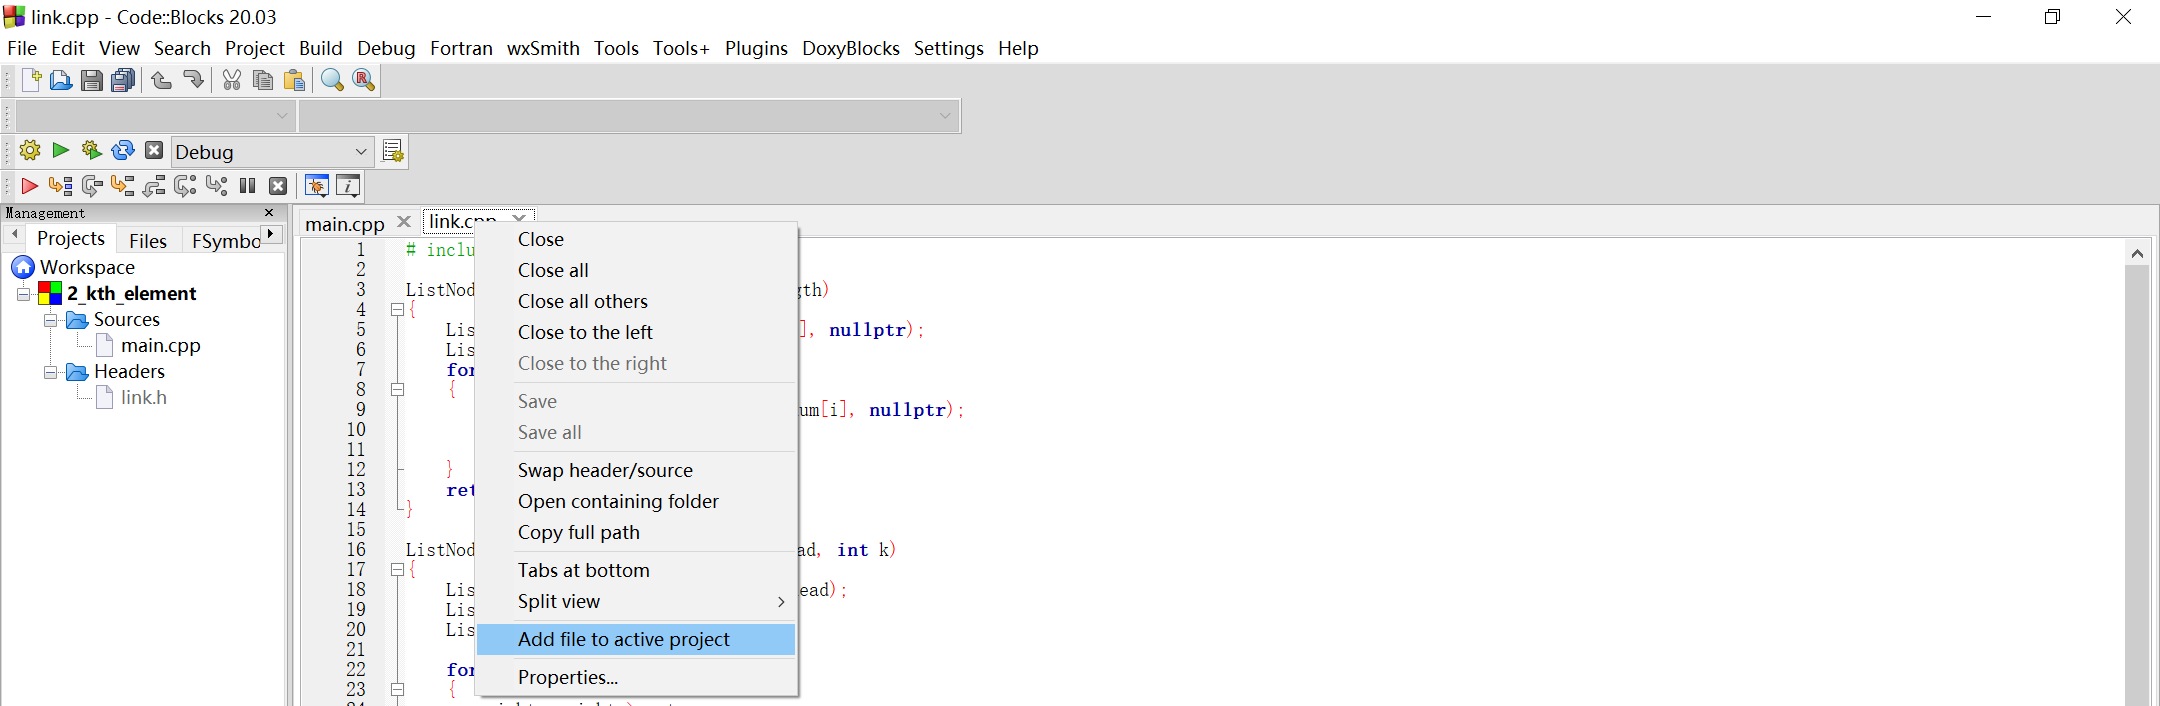 link.cpp - Code::Blocks 20.03
File Edit View Search Project Build Debug Fortran wxSmith Tools Tools+ Plugins DoxyBlocks Settings Help
Debug
Management
Projects Files FSymbo
Workspace
2_kth_element
Sources
main.cpp
Headers
link.h
main.cpp link.cpp
1 # inclu
2
3 ListNod gth)
4 {
5 Lis ], nullptr);
6 Lis
7 for
8 {
9 um[i], nullptr);
10
11
12 }
13 ret
14 }
15
16 ListNod ad, int k)
17 {
18 Lis ead);
19 Lis
20 Lis
21
22 for
23 {
24
Close
Close all
Close all others
Close to the left
Close to the right
Save
Save all
Swap header/source
Open containing folder
Copy full path
Tabs at bottom
Split view
Add file to active project
Properties...